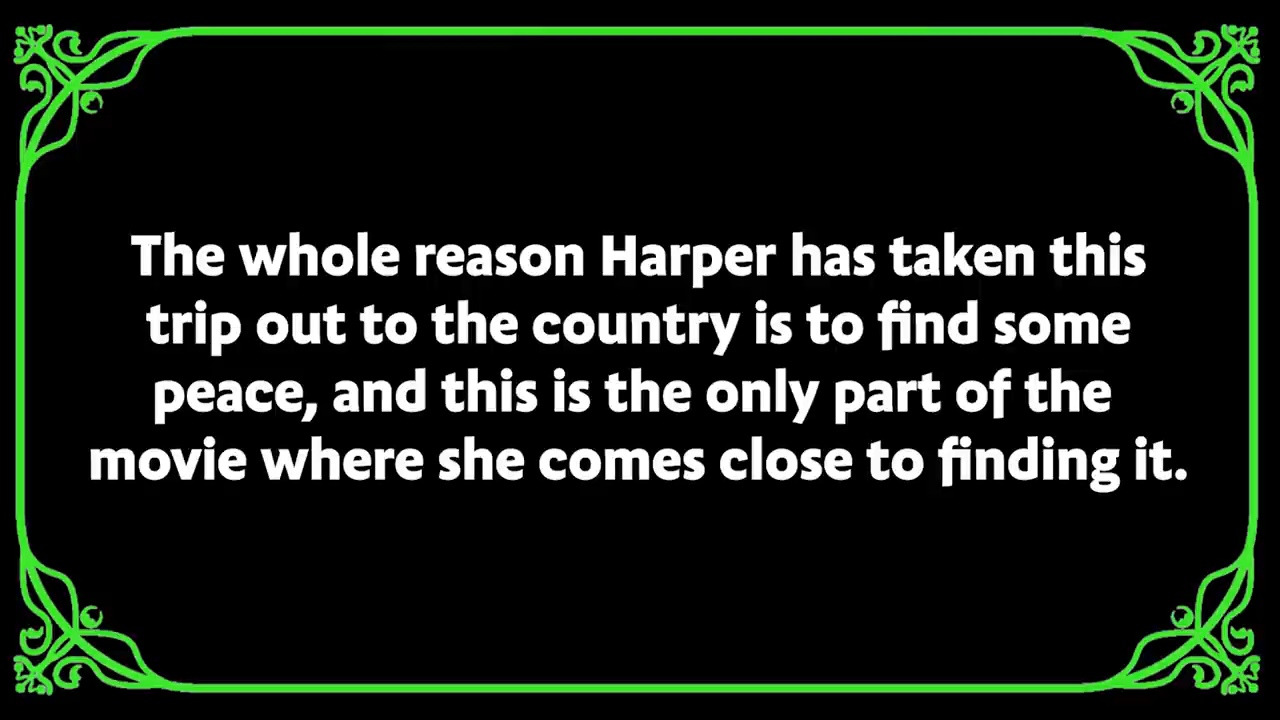 The whole reason Harper has taken this
trip out to the country is to find some
peace, and this is the only part of the
movie where she comes close to finding it.